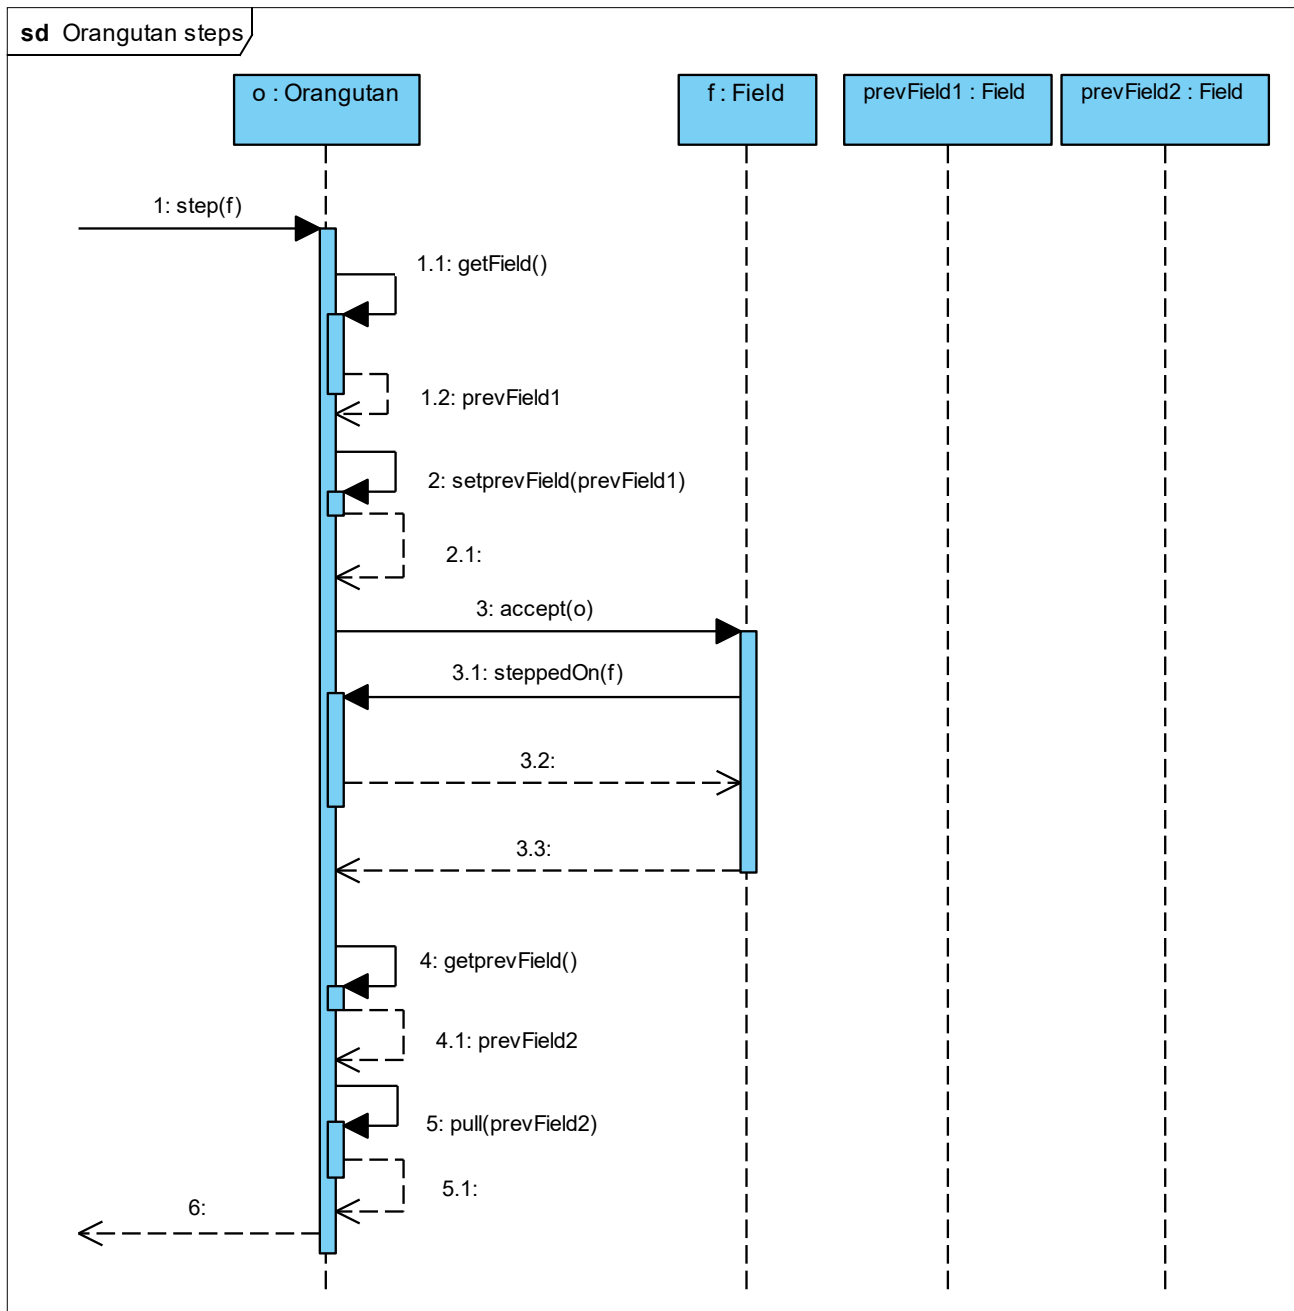 sd Orangutan steps
o : Orangutan
f : Field
prevField1 : Field
prevField2 : Field
1: step(f)
1.1: getField()
1.2: prevField1
2: setprevField(prevField1)
2.1:
3: accept(o)
3.1: steppedOn(f)
3.2:
3.3:
4: getprevField()
4.1: prevField2
5: pull(prevField2)
5.1:
6: